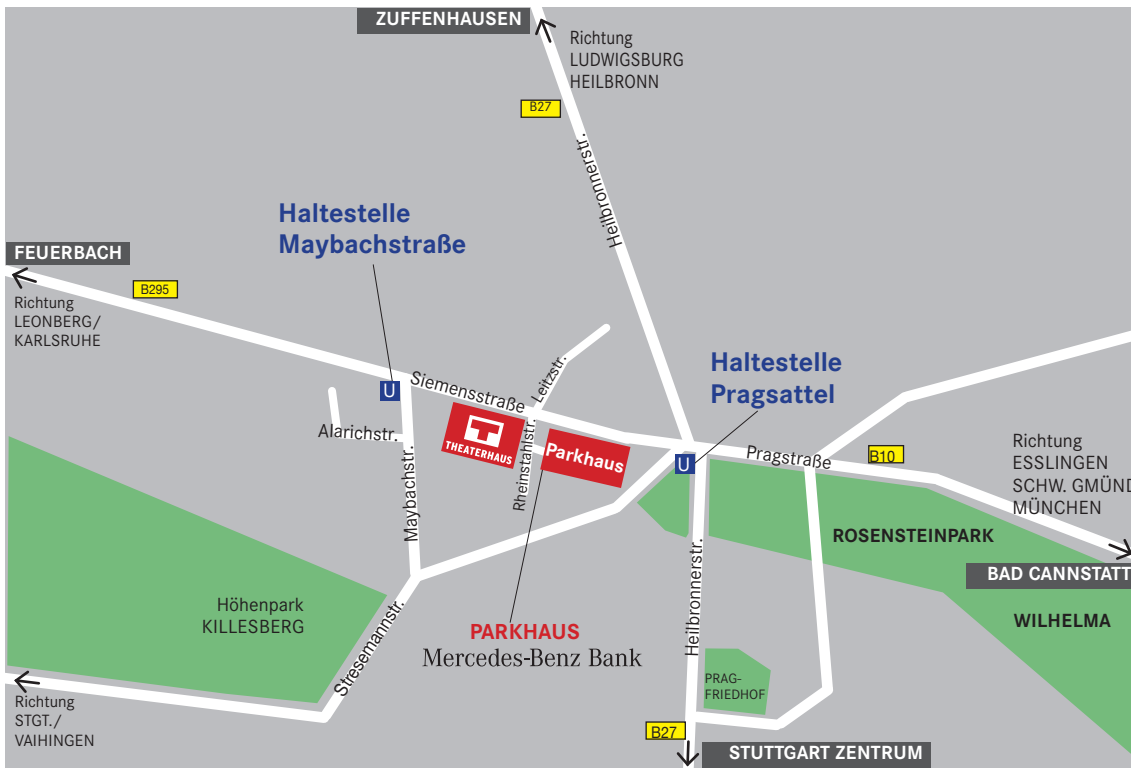 ZUFFENHAUSEN
Richtung
LUDWIGSBURG
HEILBRONN
B27
Heilbronnerstr.
Haltestelle
Maybachstraße
FEUERBACH
B295
Richtung
LEONBERG/
KARLSRUHE
Siemensstraße
Leitzstr.
Haltestelle
Pragsattel
U
Alarichstr.
Maybachstr.
THEATERHAUS
Rheinstahlstr.
Parkhaus
U
Pragstraße
B10
Richtung
ESSLINGEN
SCHW. GMÜND
MÜNCHEN
ROSENSTEINPARK
BAD CANNSTATT
WILHELMA
Heilbronnerstr.
Höhenpark
KILLESBERG
Stresemannstr.
PARKHAUS
Mercedes-Benz Bank
PRAG-
FRIEDHOF
Richtung
STGT./
VAIHINGEN
B27
STUTTGART ZENTRUM